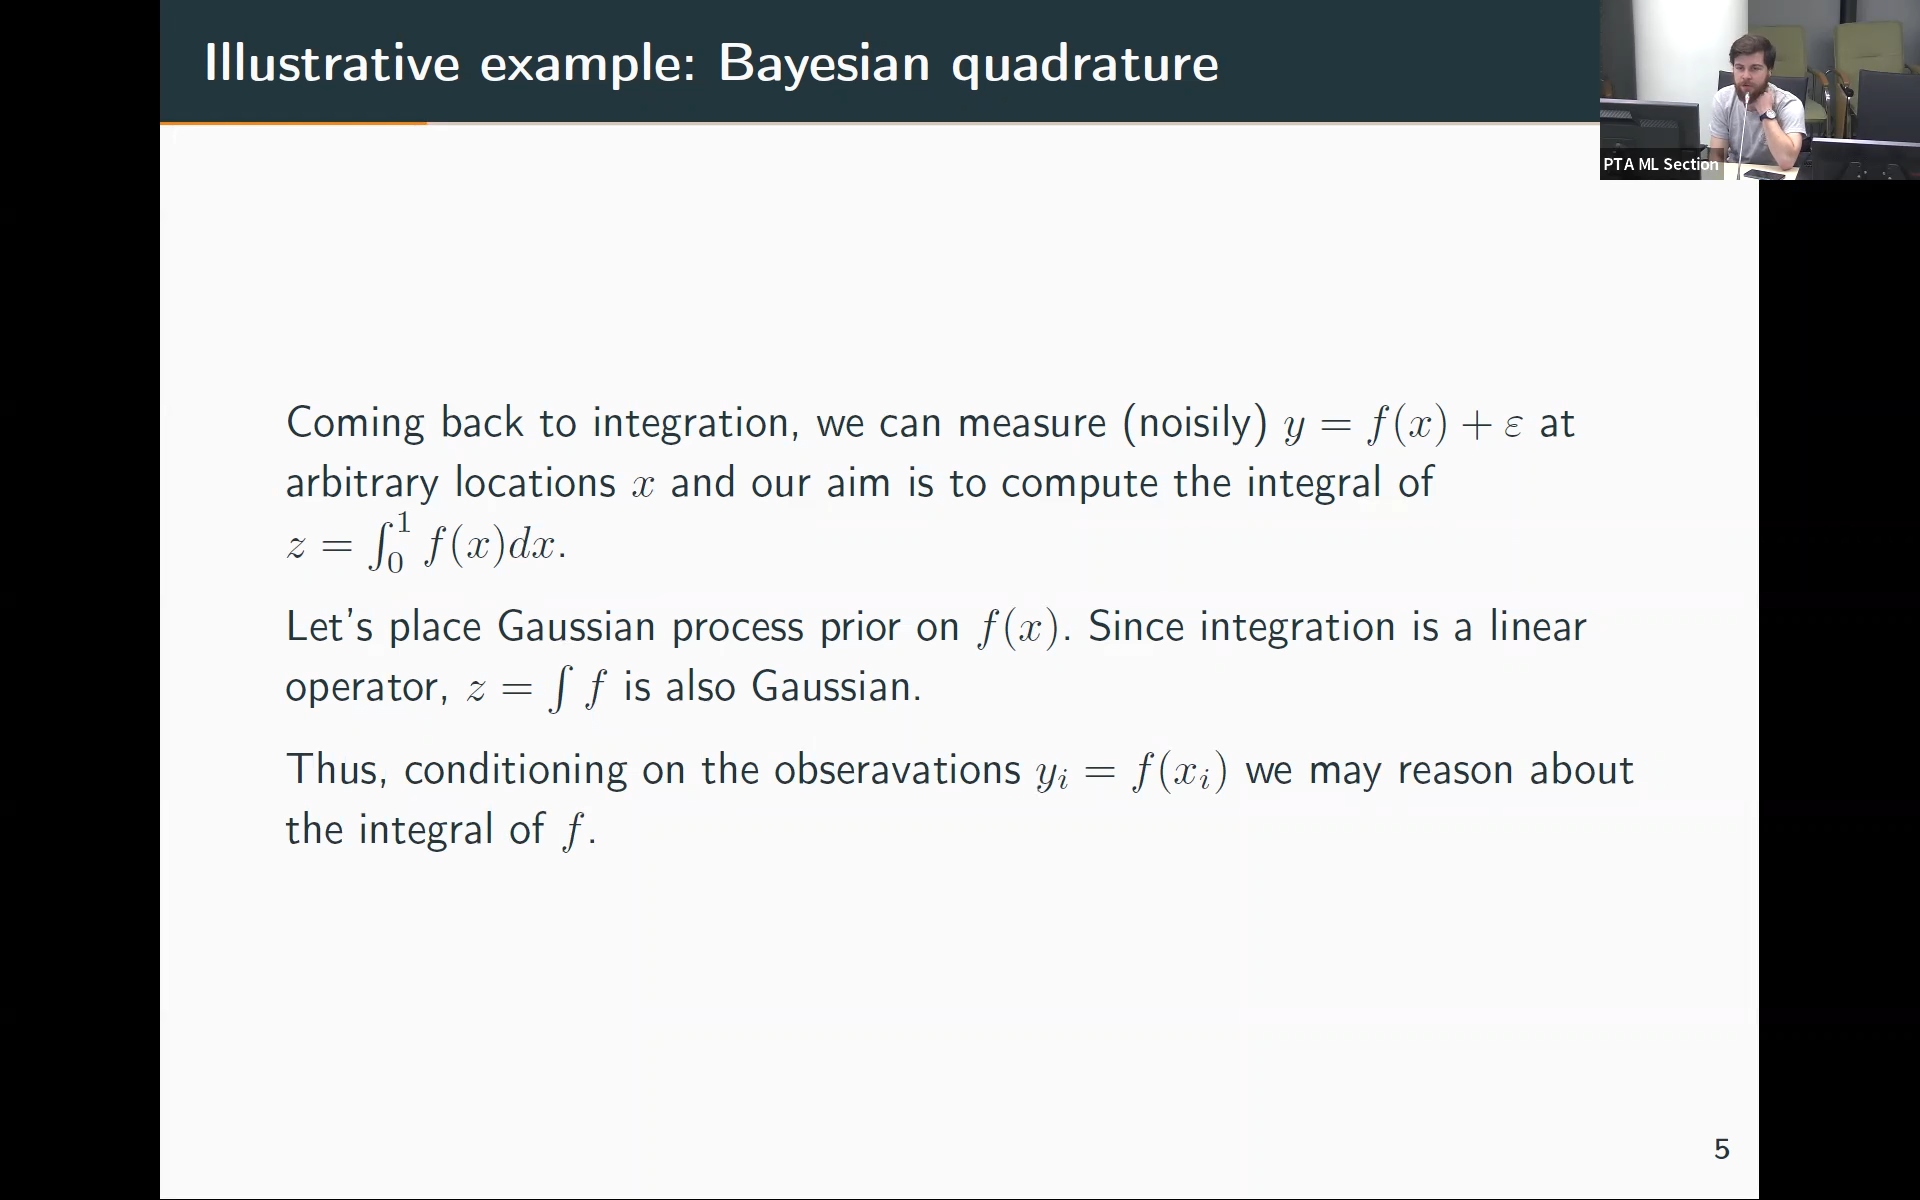 Illustrative example: Bayesian quadrature
PTA ML Section
Coming back to integration, we can measure (noisily) y = f(x) + ε at
arbitrary locations x and our aim is to compute the integral of
z = ∫₀¹ f(x)dx.
Let's place Gaussian process prior on f(x). Since integration is a linear
operator, z = ∫ f is also Gaussian.
Thus, conditioning on the obseravations yᵢ = f(xᵢ) we may reason about
the integral of f.
5